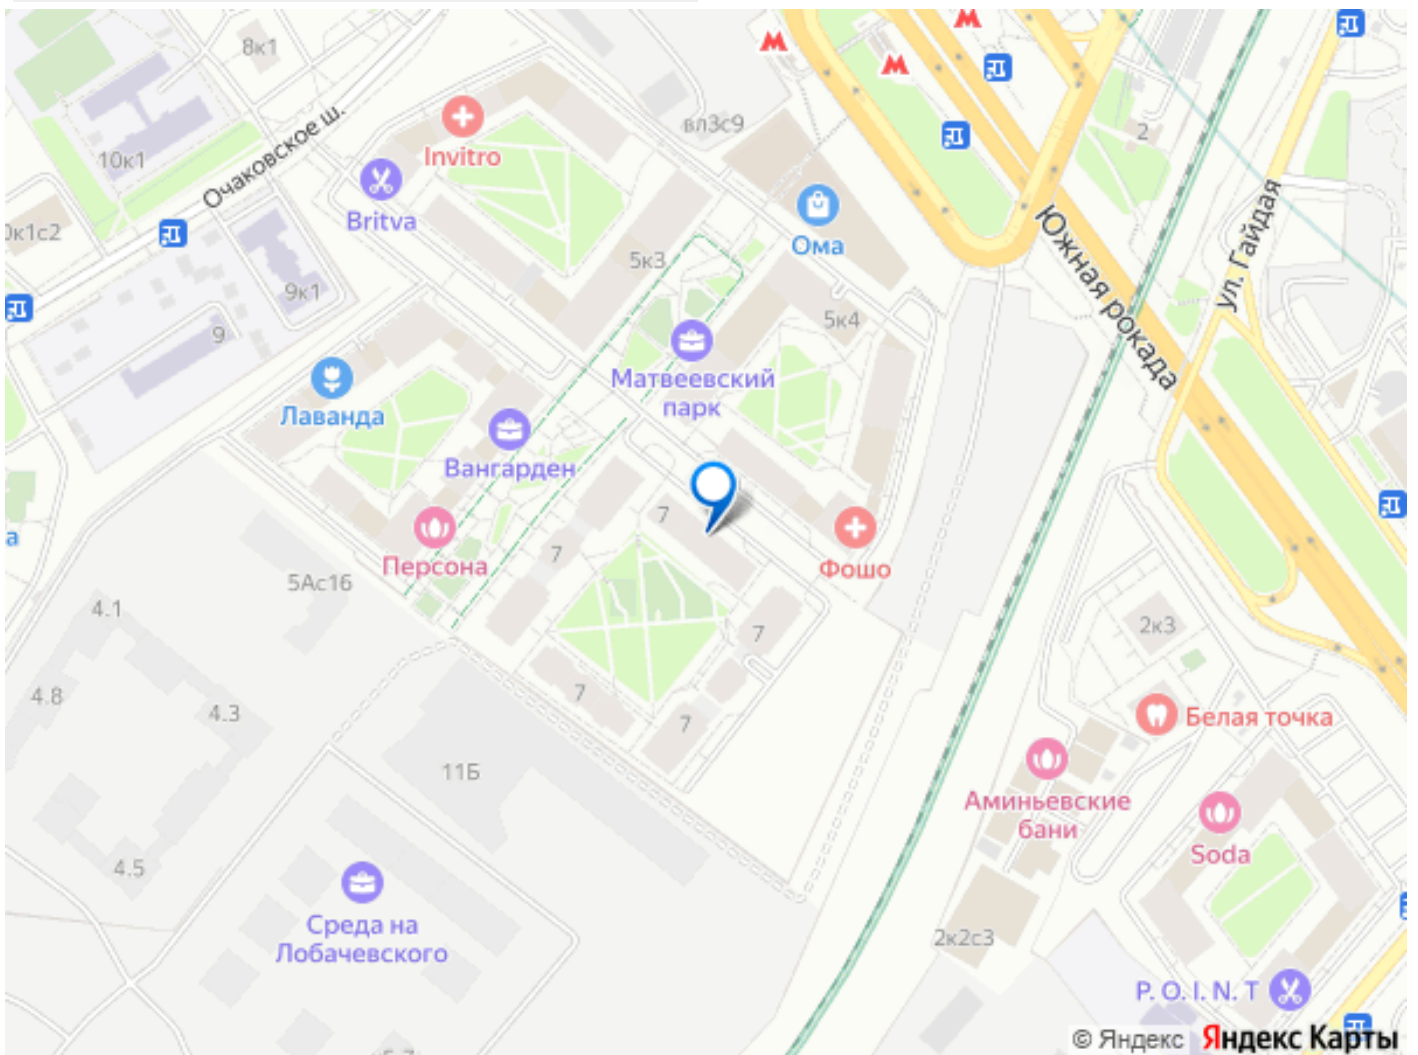 8к1
вл3с9
2
10к1
Очаковское ш.
Invitro
Britva
Ома
Южная рокада
ул. Гайдая
5к3
9к1
9
5к4
Матвеевский
парк
Лаванда
Вангарден
7
7
Персона
Фошо
5Ас16
4.1
7
2к3
4.8
4.3
7
7
Белая точка
11Б
Аминьевские
бани
Soda
4.5
Среда на
Лобачевского
2к2с3
P. O. I. N. T
© Яндекс Яндекс Карты